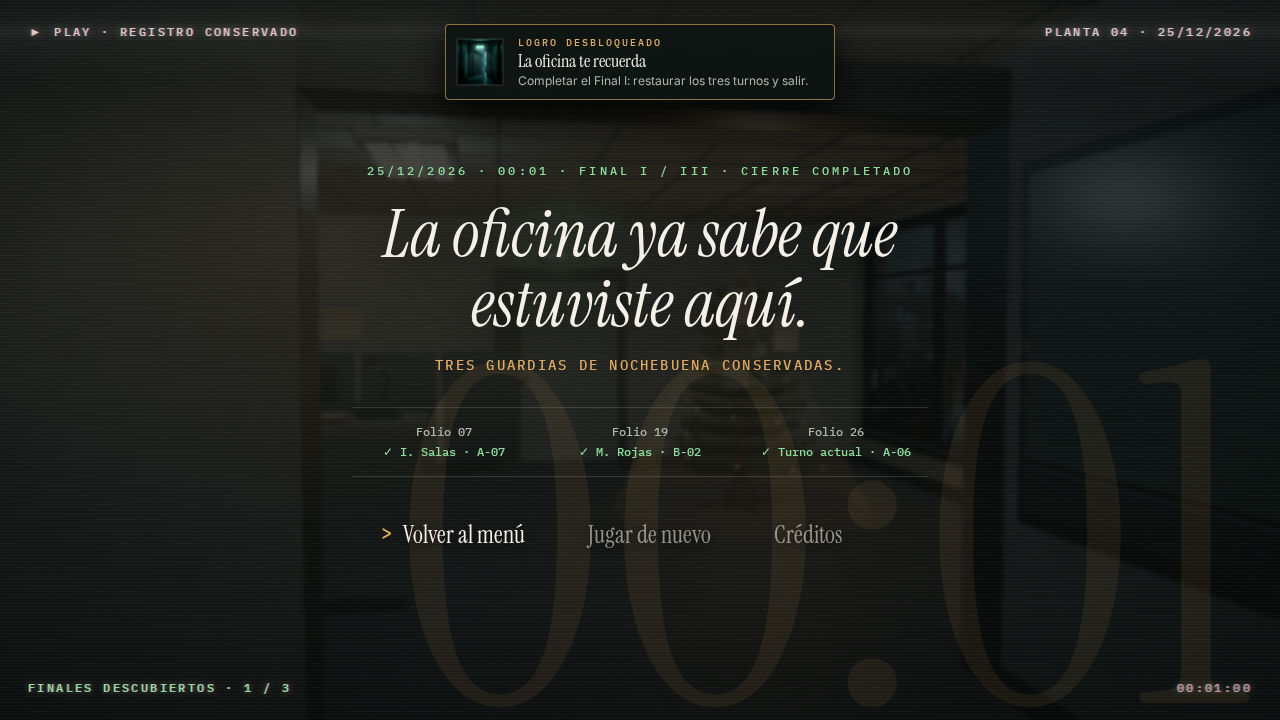 ► PLAY · REGISTRO CONSERVADO
LOGRO DESBLOQUEADO
La oficina te recuerda
Completar el Final I: restaurar los tres turnos y salir.
PLANTA 04 · 25/12/2026
25/12/2026 · 00:01 · FINAL I / III · CIERRE COMPLETADO
La oficina ya sabe que
estuviste aquí.
TRES GUARDIAS DE NOCHEBUENA CONSERVADAS.
Folio 07
✓ I. Salas · A-07
Folio 19
✓ M. Rojas · B-02
Folio 26
✓ Turno actual · A-06
00:01
> Volver al menú
Jugar de nuevo
Créditos
FINALES DESCUBIERTOS · 1 / 3
00:01:00